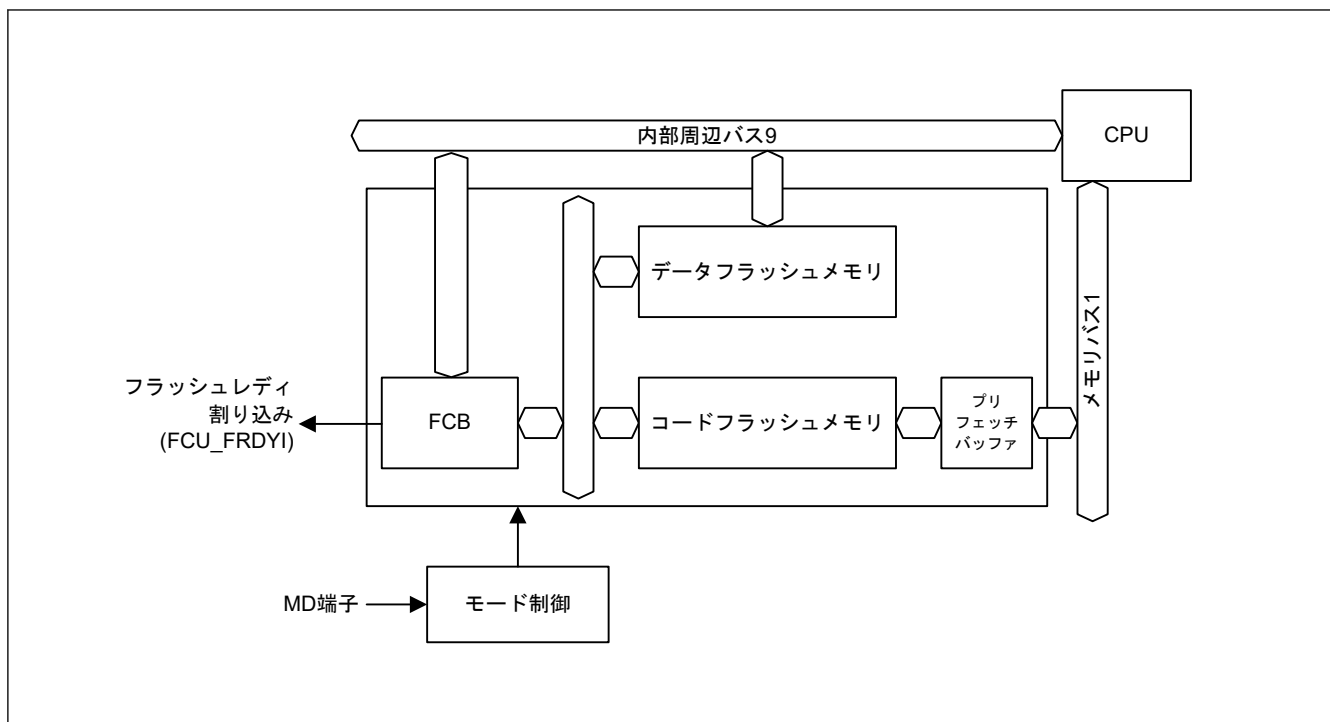 内部周辺バス9
CPU
データフラッシュメモリ
メモリバス1
フラッシュレディ
割り込み
(FCU_FRDYI)
FCB
コードフラッシュメモリ
プリ
フェッチ
バッファ
MD端子
モード制御